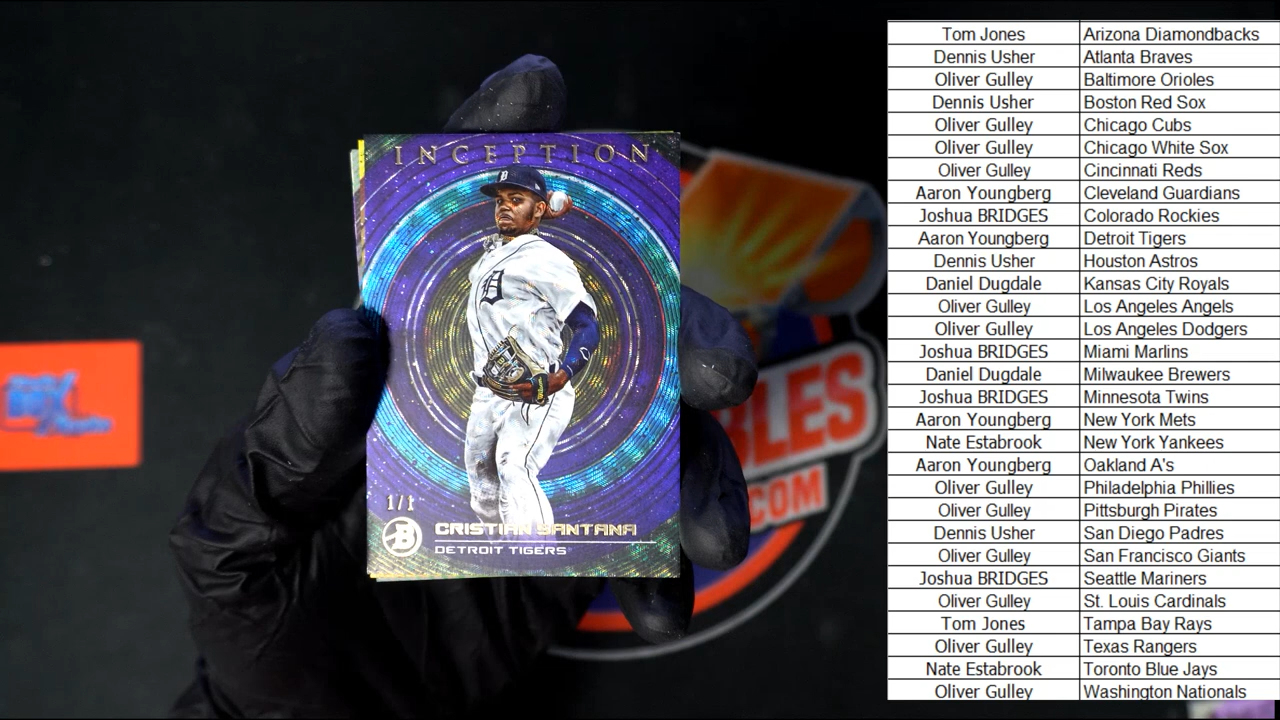 INCEPTION
D
D
1/1
B
CRISTIAN SANTANA
DETROIT TIGERS
BLES
.COM
BOX
Tom Jones Arizona Diamondbacks
Dennis Usher Atlanta Braves
Oliver Gulley Baltimore Orioles
Dennis Usher Boston Red Sox
Oliver Gulley Chicago Cubs
Oliver Gulley Chicago White Sox
Oliver Gulley Cincinnati Reds
Aaron Youngberg Cleveland Guardians
Joshua BRIDGES Colorado Rockies
Aaron Youngberg Detroit Tigers
Dennis Usher Houston Astros
Daniel Dugdale Kansas City Royals
Oliver Gulley Los Angeles Angels
Oliver Gulley Los Angeles Dodgers
Joshua BRIDGES Miami Marlins
Daniel Dugdale Milwaukee Brewers
Joshua BRIDGES Minnesota Twins
Aaron Youngberg New York Mets
Nate Estabrook New York Yankees
Aaron Youngberg Oakland A's
Oliver Gulley Philadelphia Phillies
Oliver Gulley Pittsburgh Pirates
Dennis Usher San Diego Padres
Oliver Gulley San Francisco Giants
Joshua BRIDGES Seattle Mariners
Oliver Gulley St. Louis Cardinals
Tom Jones Tampa Bay Rays
Oliver Gulley Texas Rangers
Nate Estabrook Toronto Blue Jays
Oliver Gulley Washington Nationals